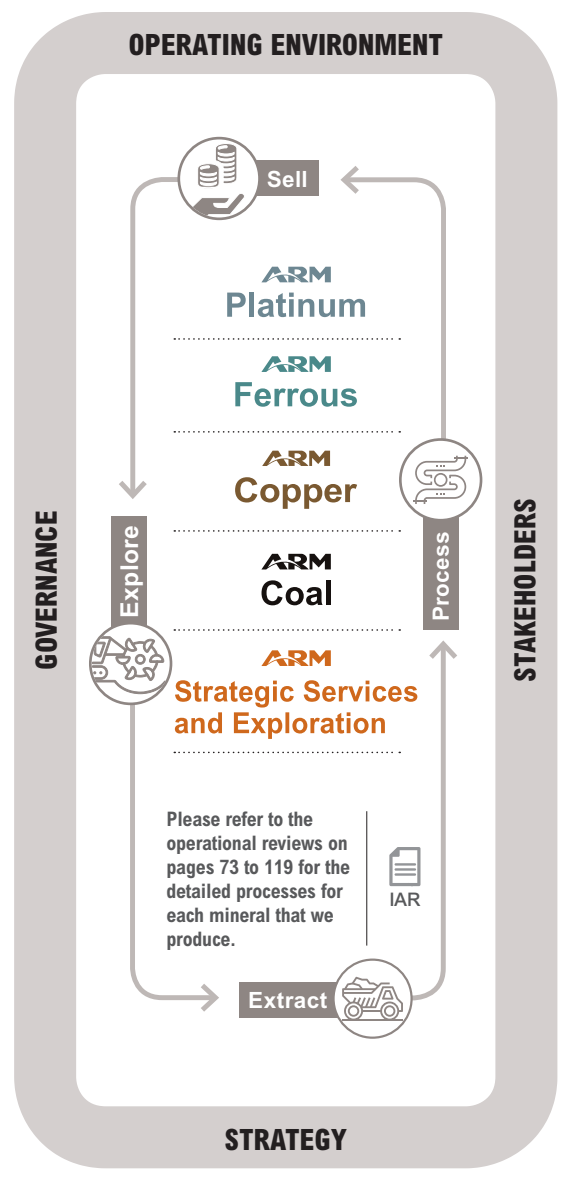 OPERATING ENVIRONMENT
Sell
ARM
Platinum
ARM
Ferrous
ARM
Copper
ARM
Coal
ARM
Strategic Services
and Exploration
GOVERNANCE
Explore
Process
STAKEHOLDERS
Please refer to the
operational reviews on
pages 73 to 119 for the
detailed processes for
each mineral that we
produce.
IAR
Extract
STRATEGY